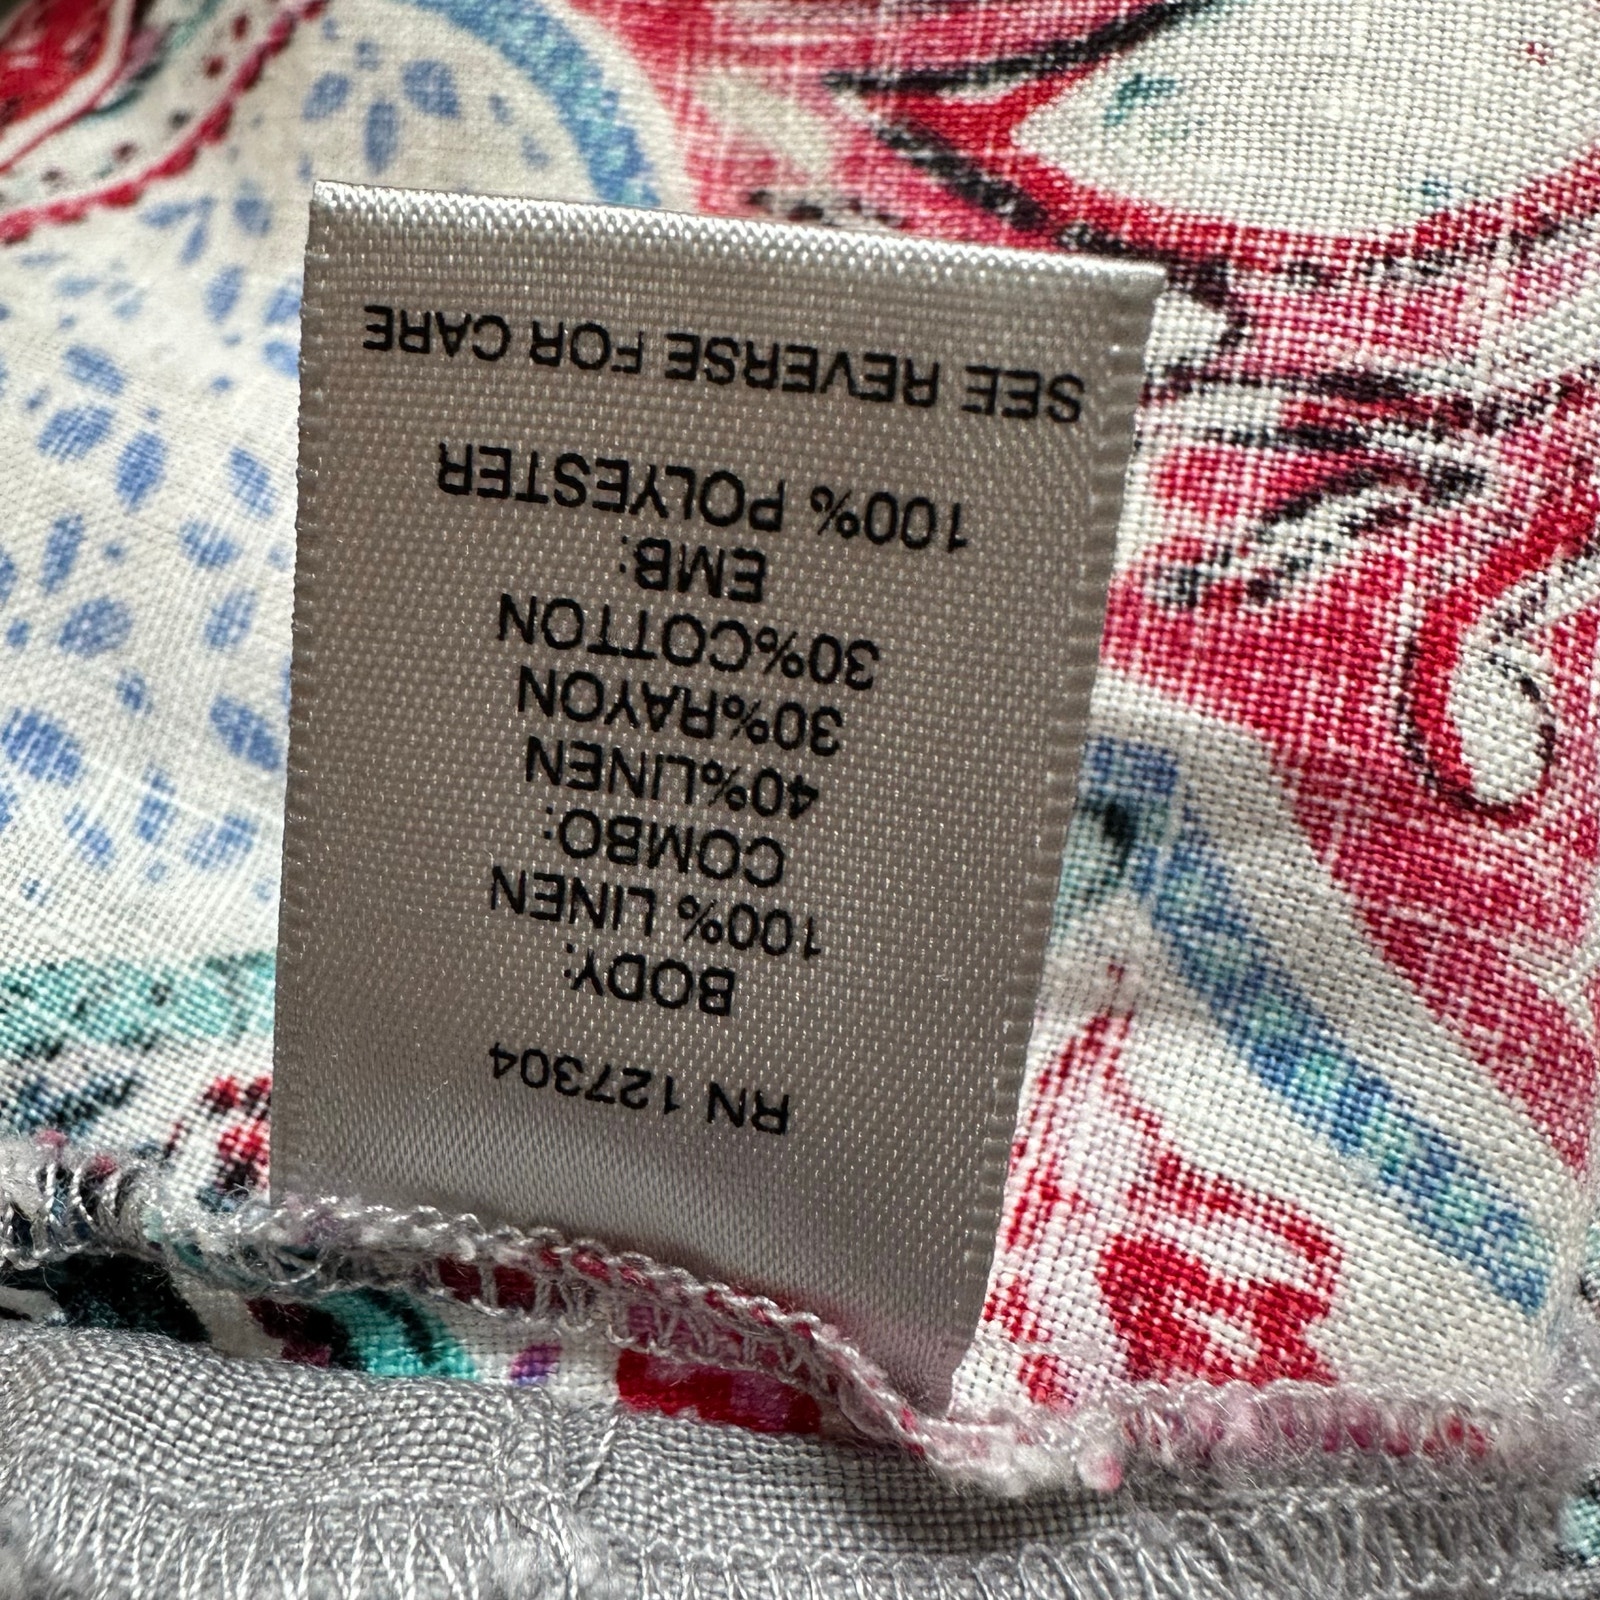 RN 127304
BODY:
100% LINEN
COMBO:
40%LINEN
30%RAYON
30%COTTON
EMB:
100% POLYESTER
SEE REVERSE FOR CARE